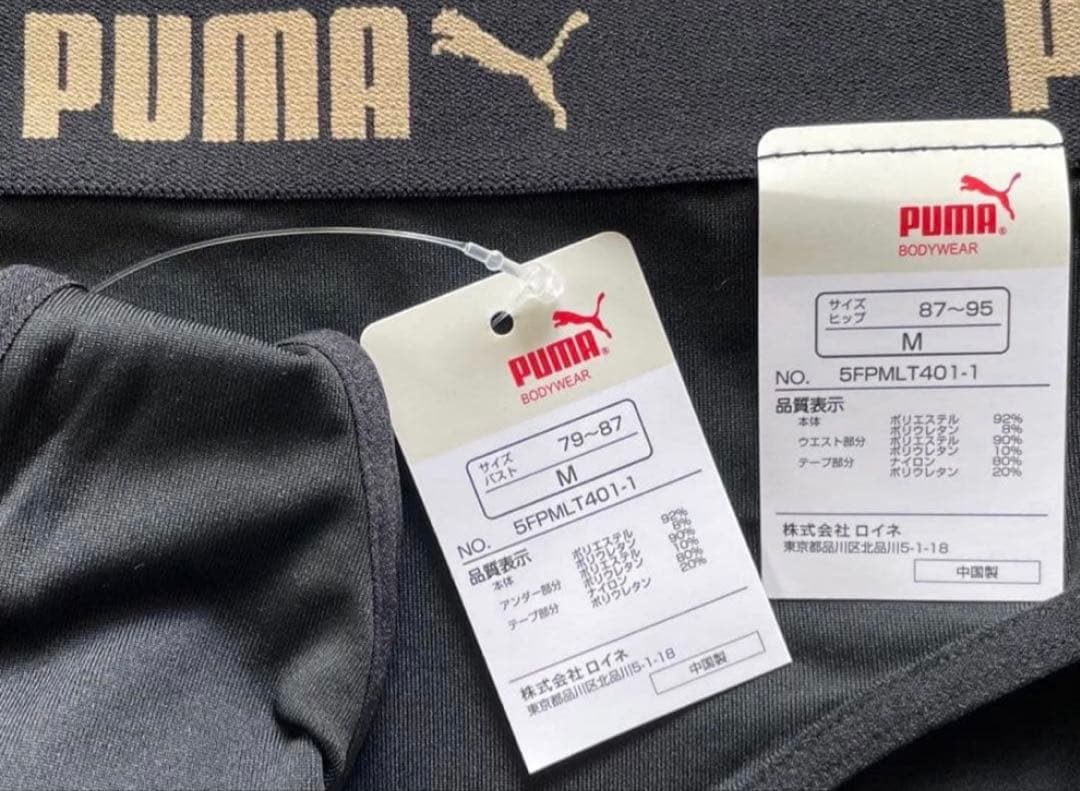 PUMA
PUMA
BODYWEAR
サイズ
バスト
79〜87
M
NO. 5FPMLT401-1
品質表示
本体 ポリエステル 92%
ポリウレタン 8%
アンダー部分 ポリエステル 90%
ポリウレタン 10%
テープ部分 ナイロン 80%
ポリウレタン 20%
株式会社 ロイネ
東京都品川区北品川5-1-18
中国製
PUMA®
BODYWEAR
サイズ
ヒップ
87〜95
M
NO. 5FPMLT401-1
品質表示
本体 ポリエステル 92%
ポリウレタン 8%
ウエスト部分 ポリエステル 90%
ポリウレタン 10%
テープ部分 ナイロン 80%
ポリウレタン 20%
株式会社 ロイネ
東京都品川区北品川5-1-18
中国製